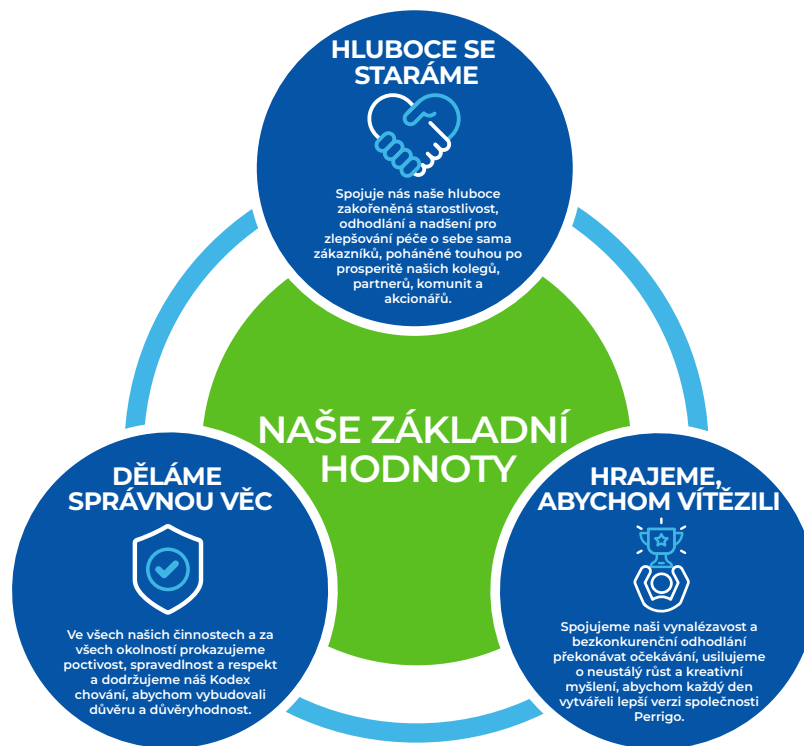 HLUBOCE SE
STARÁME
Spojuje nás naše hluboce
zakořeněná starostlivost,
odhodlání a nadšení pro
zlepšování péče o sebe sama
zákazníků, poháněné touhou po
prosperitě našich kolegů,
partnerů, komunit a
akcionářů.
NAŠE ZÁKLADNÍ
HODNOTY
DĚLÁME
SPRÁVNOU VĚC
Ve všech našich činnostech a za
všech okolností prokazujeme
poctivost, spravedlnost a respekt
a dodržujeme náš Kodex
chování, abychom vybudovali
důvěru a důvěryhodnost.
HRAJEME,
ABYCHOM VÍTĚZILI
Spojujeme naši vynalézavost a
bezkonkurenční odhodlání
překonávat očekávání, usilujeme
o neustálý růst a kreativní
myšlení, abychom každý den
vytvářeli lepší verzi společnosti
Perrigo.